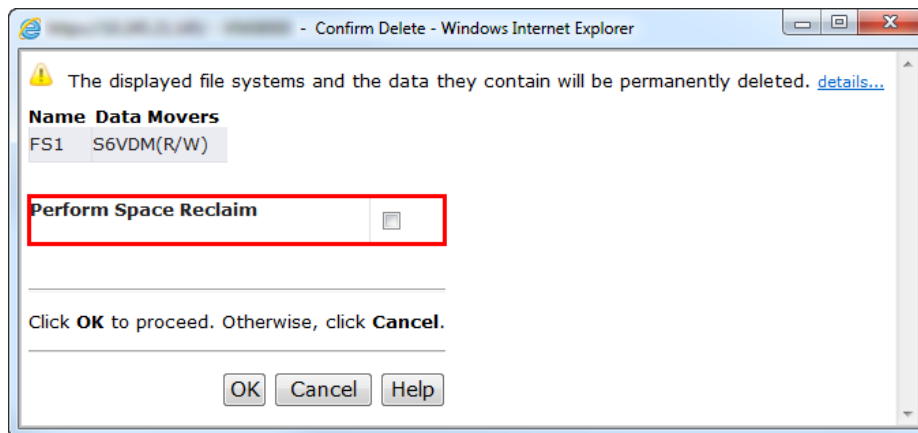 - Confirm Delete - Windows Internet Explorer
The displayed file systems and the data they contain will be permanently deleted. details...
Name Data Movers
FS1 S6VDM(R/W)
Perform Space Reclaim
Click OK to proceed. Otherwise, click Cancel.
OK Cancel Help